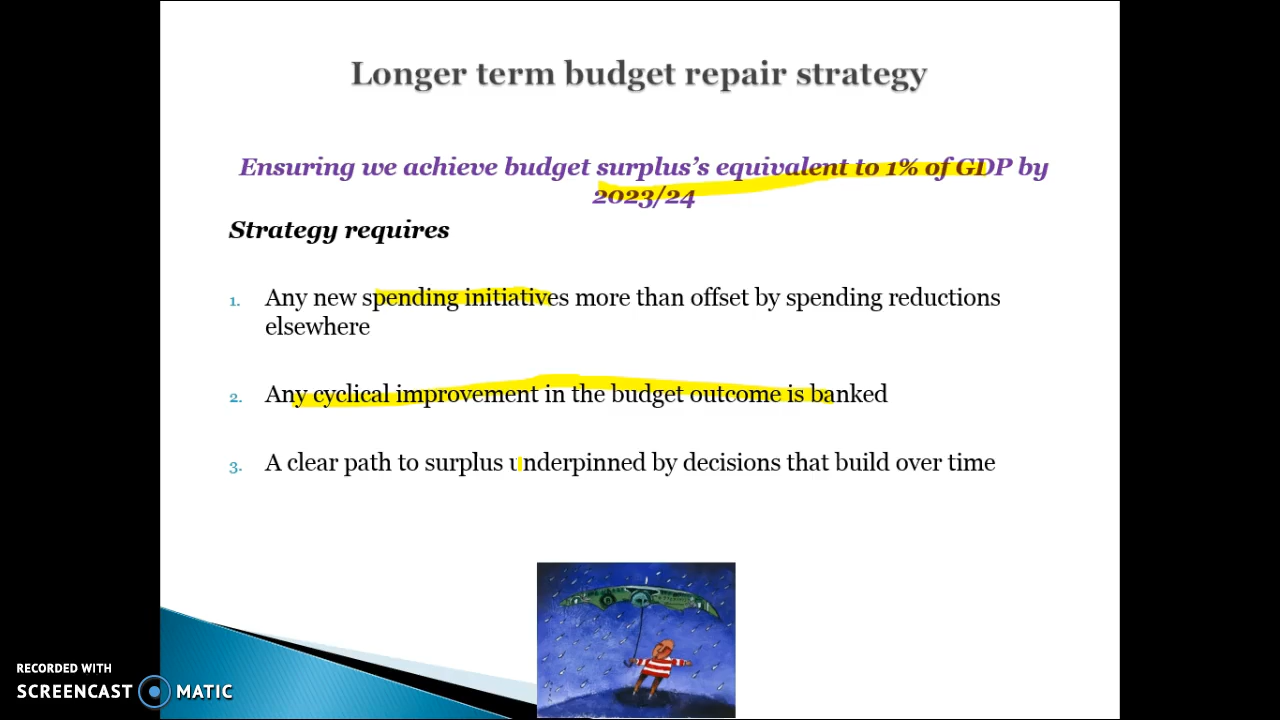 Longer term budget repair strategy
Ensuring we achieve budget surplus’s equivalent to 1% of GDP by
2023/24
Strategy requires
1. Any new spending initiatives more than offset by spending reductions
elsewhere
2. Any cyclical improvement in the budget outcome is banked
3. A clear path to surplus underpinned by decisions that build over time
RECORDED WITH
SCREENCAST MATIC